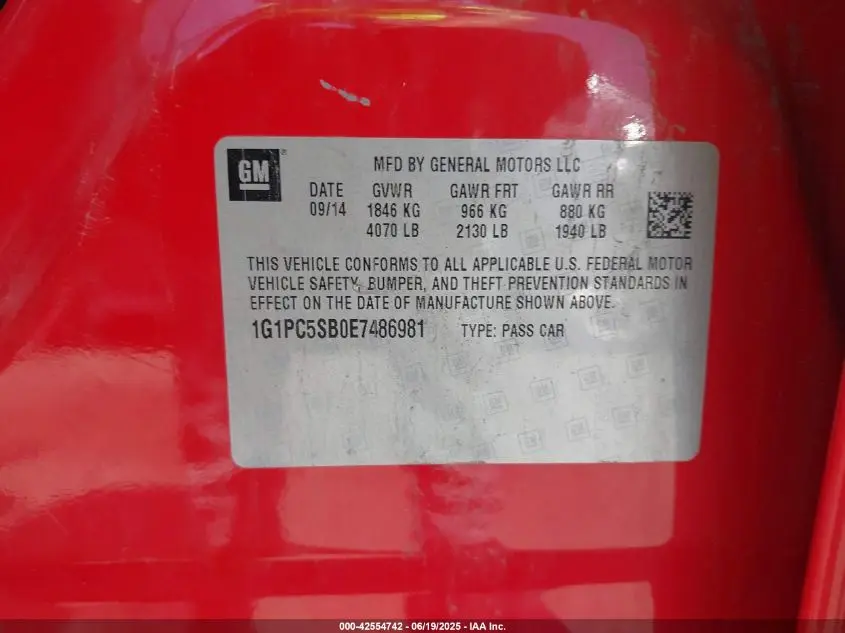 GM®
MFD BY GENERAL MOTORS LLC
DATE GVWR GAWR FRT GAWR RR
09/14 1846 KG 966 KG 880 KG
4070 LB 2130 LB 1940 LB
THIS VEHICLE CONFORMS TO ALL APPLICABLE U.S. FEDERAL MOTOR
VEHICLE SAFETY, BUMPER, AND THEFT PREVENTION STANDARDS IN
EFFECT ON THE DATE OF MANUFACTURE SHOWN ABOVE.
1G1PC5SB0E7486981 TYPE: PASS CAR
000-42554742 - 06/19/2025 - IAA Inc.